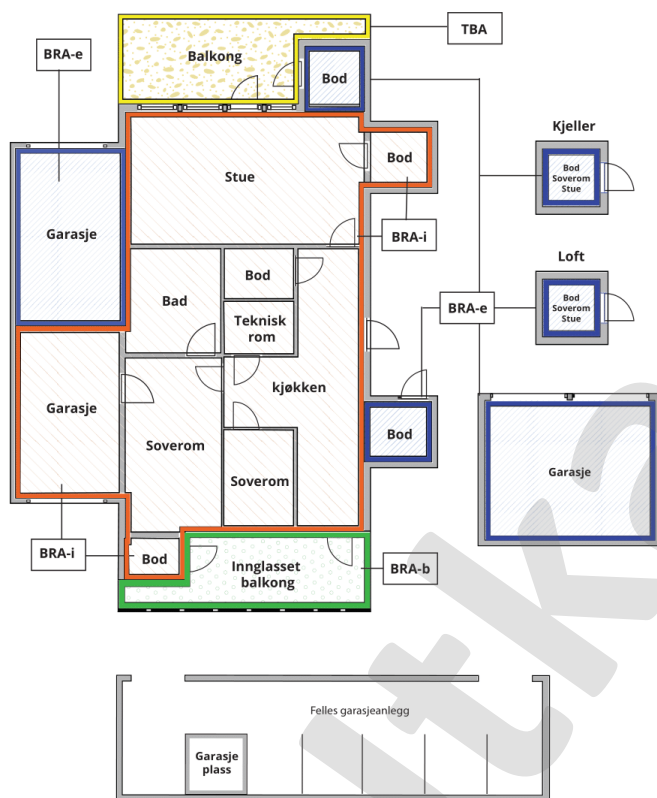 TBA
BRA-e
Balkong
Bod
Kjeller
Bod
Soverom
Stue
Stue
Bod
Garasje
BRA-i
Loft
Bod
Soverom
Stue
Bod
Bad
BRA-e
Teknisk
rom
Garasje
kjøkken
Bod
Soverom
Garasje
Soverom
BRA-i
Bod
Innglasset
balkong
BRA-b
Felles garasjeanlegg
Garasje
plass